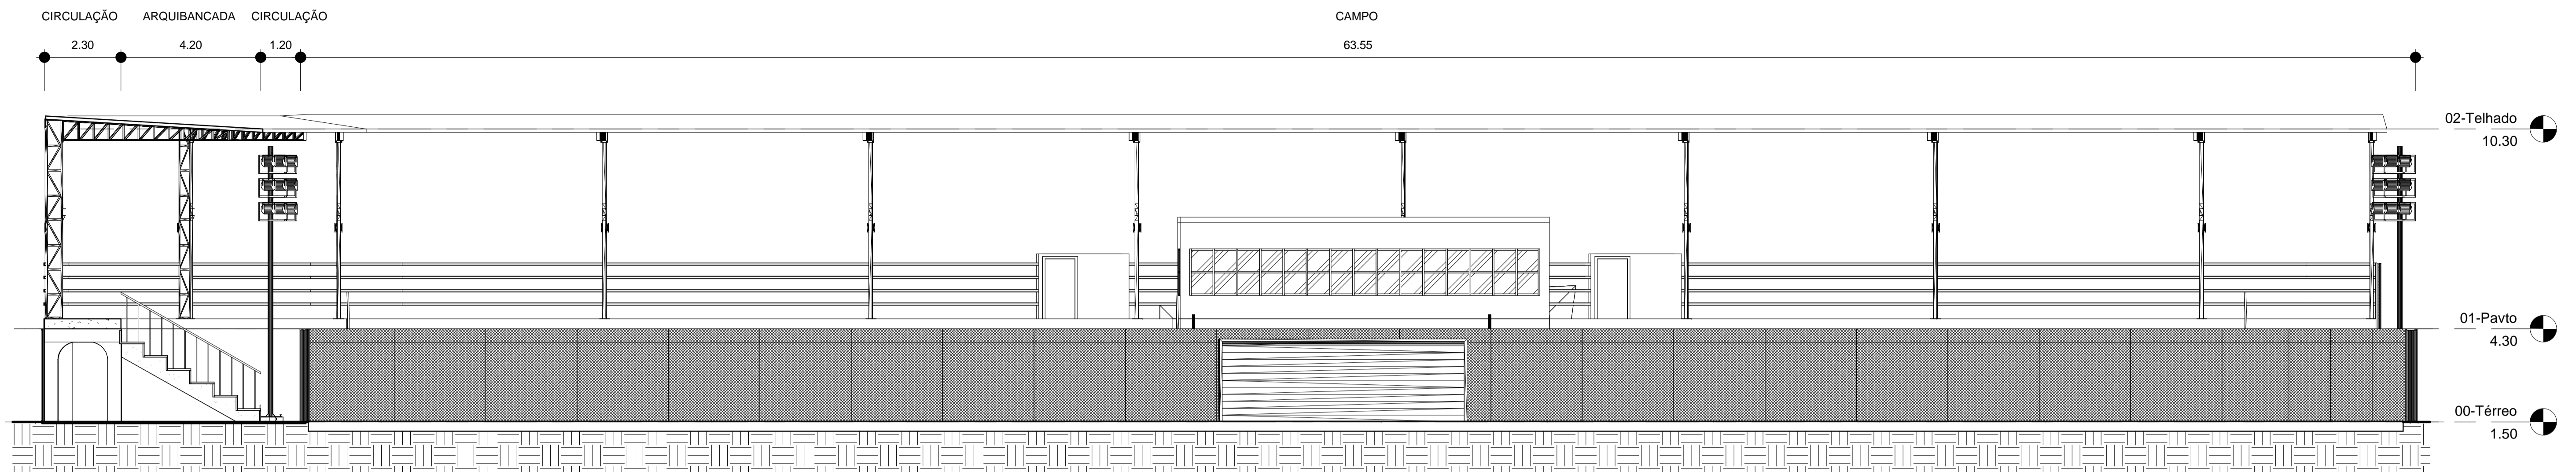 CIRCULAÇÃO ARQUIBANCADA CIRCULAÇÃO CAMPO
2.30 4.20 1.20 63.55
02-Telhado
10.30
01-Pavto
4.30
00-Térreo
1.50